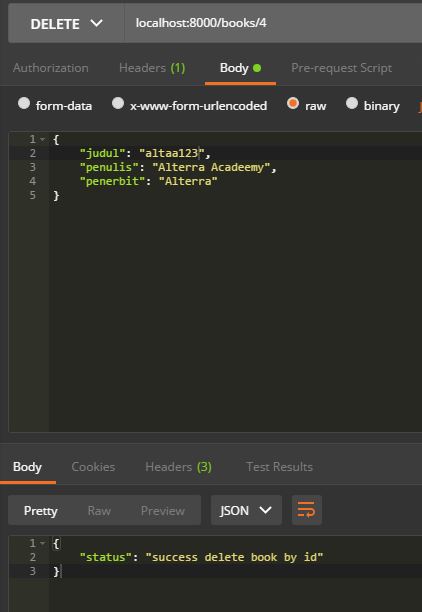 DELETE localhost:8000/books/4
Authorization Headers (1) Body Pre-request Script
form-data x-www-form-urlencoded raw binary
1 {
2 "judul": "altaa123",
3 "penulis": "Alterra Acadeemy",
4 "penerbit": "Alterra"
5 }
Body Cookies Headers (3) Test Results
Pretty Raw Preview JSON
1 {
2 "status": "success delete book by id"
3 }